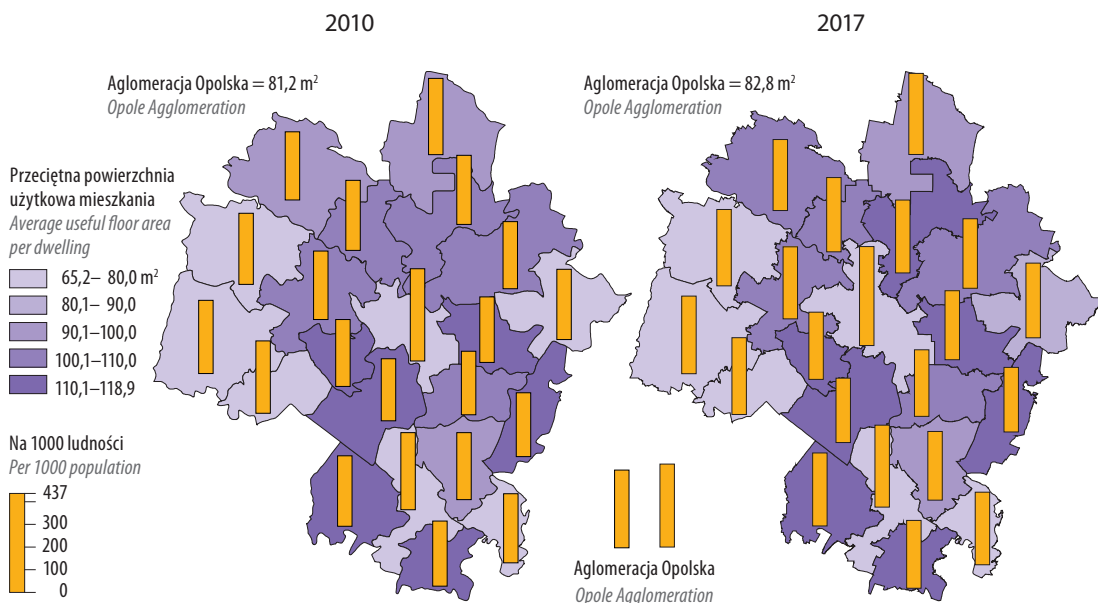 2010
2017
Aglomeracja Opolska = 81,2 m²
Opole Agglomeration
Aglomeracja Opolska = 82,8 m²
Opole Agglomeration
Przeciętna powierzchnia
użytkowa mieszkania
Average useful floor area
per dwelling
65,2– 80,0 m²
80,1– 90,0
90,1–100,0
100,1–110,0
110,1–118,9
Na 1000 ludności
Per 1000 population
437
300
200
100
0
Aglomeracja Opolska
Opole Agglomeration